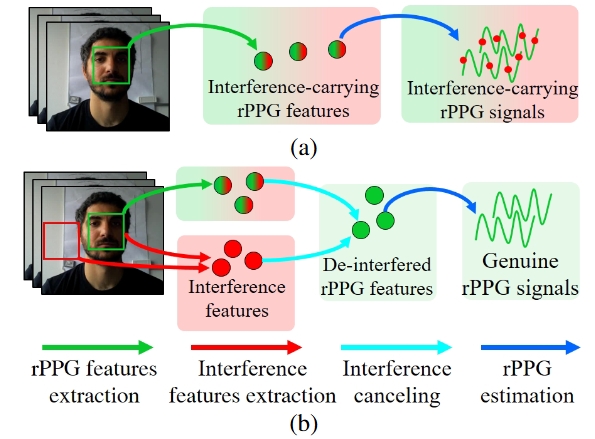 Interference-carrying
rPPG features
Interference-carrying
rPPG signals
(a)
Interference
features
De-interfered
rPPG features
Genuine
rPPG signals
rPPG features
extraction
Interference
features extraction
Interference
canceling
rPPG
estimation
(b)